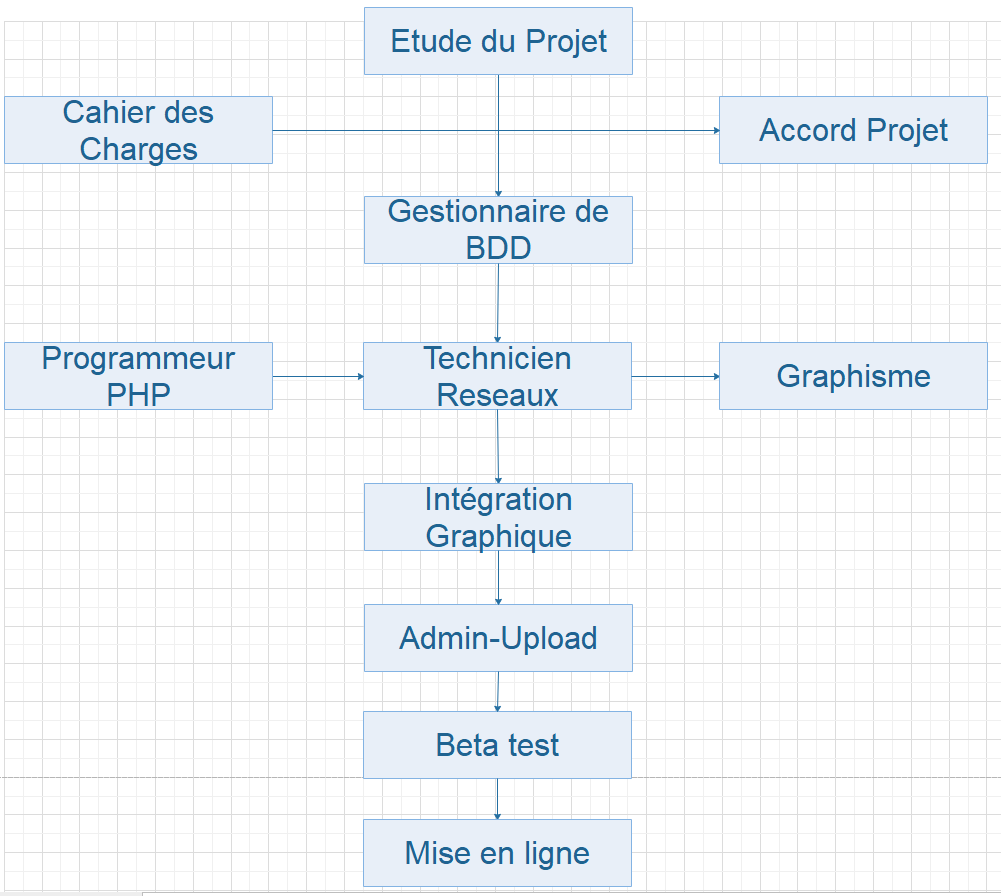 Etude du Projet
Cahier des
Charges
Accord Projet
Gestionnaire de
BDD
Programmeur
PHP
Technicien
Reseaux
Graphisme
Intégration
Graphique
Admin-Upload
Beta test
Mise en ligne